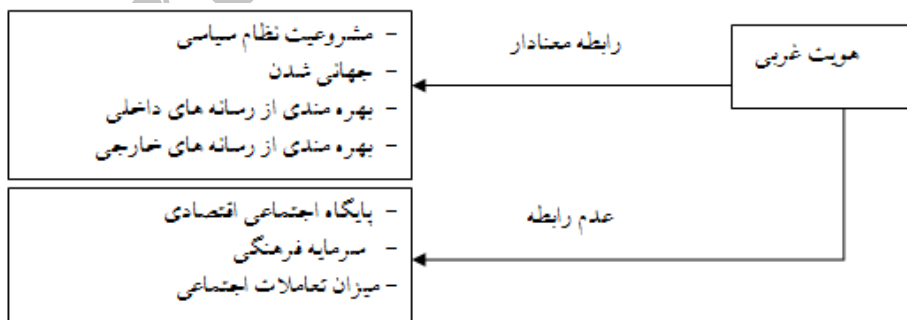 هویت غربی
رابطه معنادار
- مشروعیت نظام سیاسی
- جهانی شدن
- بهره مندی از رسانه های داخلی
- بهره مندی از رسانه های خارجی
عدم رابطه
- پایگاه اجتماعی اقتصادی
- سرمایه فرهنگی
- میزان تعاملات اجتماعی